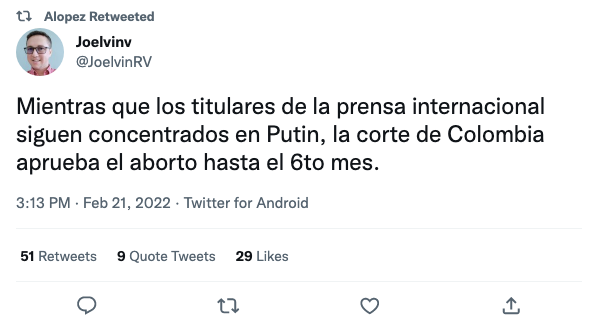 Alopez Retweeted
Joelvinv
@JoelvinRV
Mientras que los titulares de la prensa internacional
siguen concentrados en Putin, la corte de Colombia
aprueba el aborto hasta el 6to mes.
3:13 PM · Feb 21, 2022 · Twitter for Android
51 Retweets 9 Quote Tweets 29 Likes